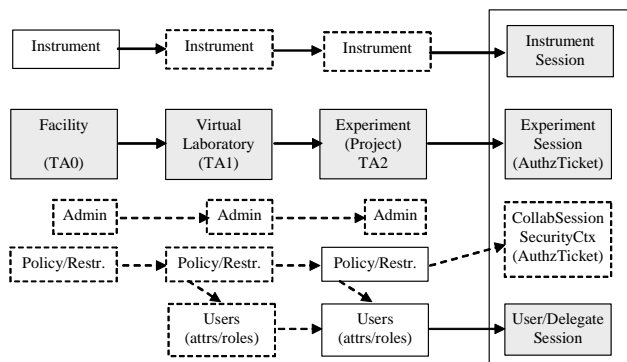 Instrument
Instrument
Instrument
Instrument
Session
Facility
(TA0)
Virtual
Laboratory
(TA1)
Experiment
(Project)
TA2
Experiment
Session
(AuthzTicket)
Admin
Admin
Admin
CollabSession
SecurityCtx
(AuthzTicket)
Policy/Restr.
Policy/Restr.
Policy/Restr.
Users
(attrs/roles)
Users
(attrs/roles)
User/Delegate
Session